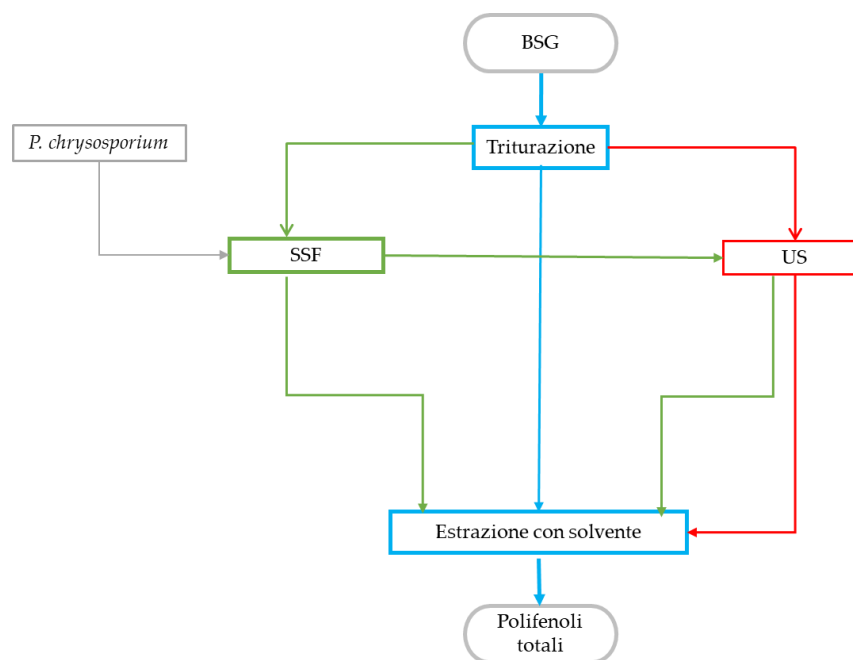 BSG
P. chrysosporium
Triturazione
SSF
US
Estrazione con solvente
Polifenoli
totali